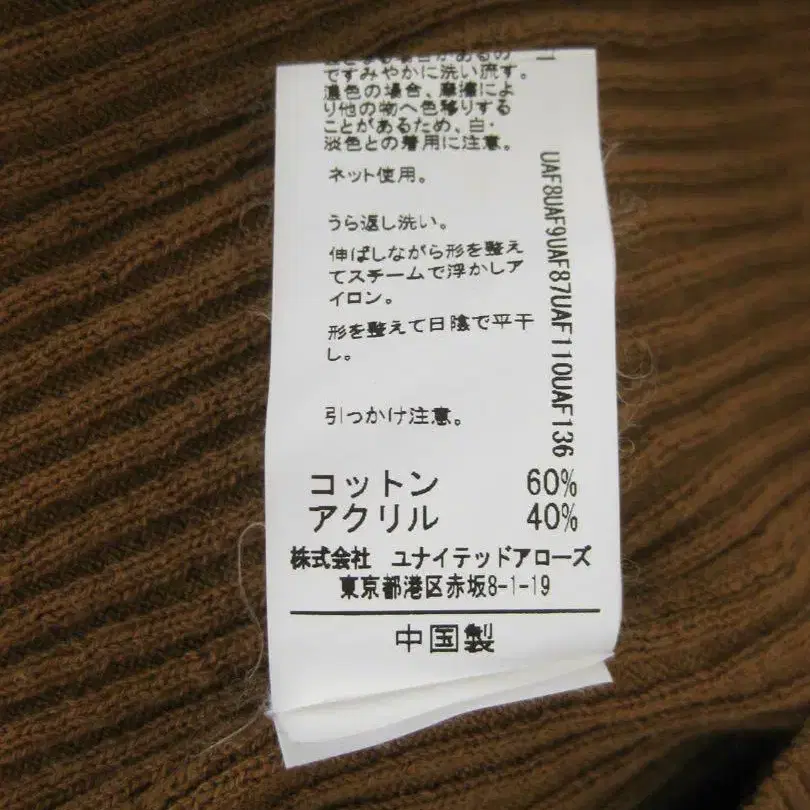 ですみやかに洗い流す。
濃色の場合、摩擦によ
り他の物へ色移りする
ことがあるため、白・
淡色との着用に注意。
ネット使用。
うら返し洗い。
伸ばしながら形を整え
てスチームで浮かしア
イロン。
形を整えて日陰で平干
し。
引っかけ注意。
UAF8UAF9UAF87UAF110UAF136
コットン 60%
アクリル 40%
株式会社 ユナイテッドアローズ
東京都港区赤坂8-1-19
中国製